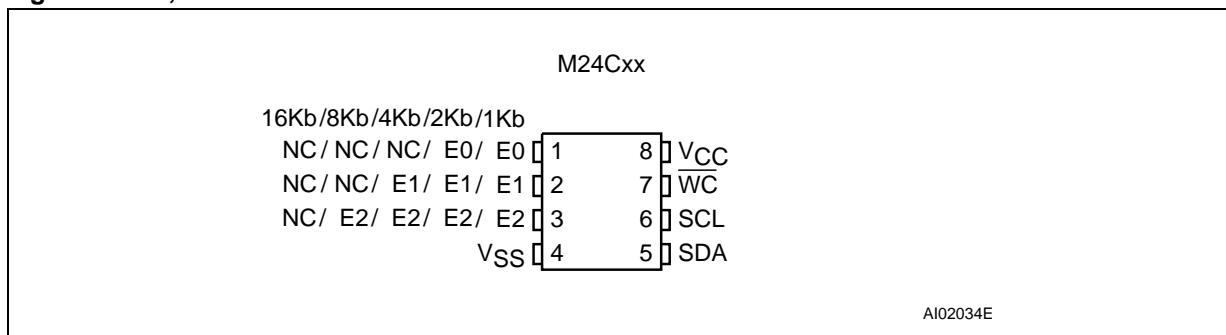 M24Cxx
16Kb/8Kb/4Kb/2Kb/1Kb
NC/ NC/ NC/ E0/ E0 1 8 VCC
NC/ NC/ E1/ E1/ E1 2 7 WC
NC/ E2/ E2/ E2/ E2 3 6 SCL
VSS 4 5 SDA
AI02034E